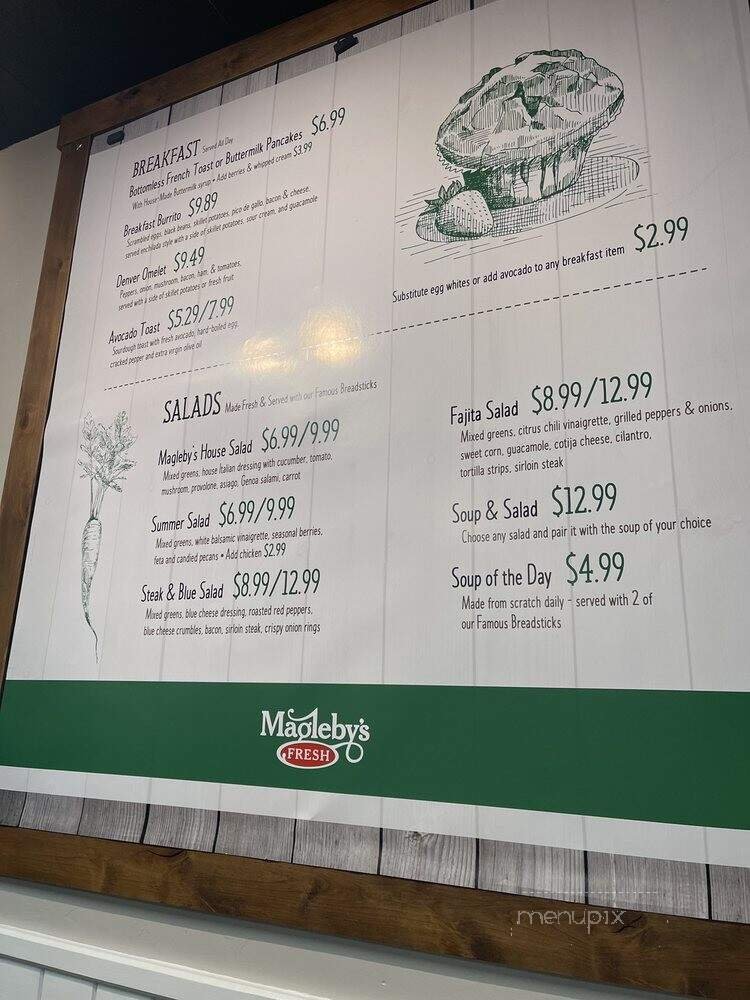 BREAKFAST Served All Day
Bottomless French Toast or Buttermilk Pancakes $6.99
With House-Made Buttermilk syrup • Add berries & whipped cream $3.99
Breakfast Burrito $9.89
Scrambled eggs, black beans, skillet potatoes, pico de gallo, bacon & cheese,
served enchilada style with a side of skillet potatoes, sour cream, and guacamole
Denver Omelet $9.49
Peppers, onion, mushroom, bacon, ham, & tomatoes,
served with a side of skillet potatoes or fresh fruit
Avocado Toast $5.29/7.99
Sourdough toast with fresh avocado, hard-boiled egg,
cracked pepper and extra virgin olive oil
Substitute egg whites or add avocado to any breakfast item $2.99
SALADS Made Fresh & Served with our Famous Breadsticks
Magleby's House Salad $6.99/9.99
Mixed greens, house Italian dressing with cucumber, tomato,
mushroom, provolone, asiago, Genoa salami, carrot
Summer Salad $6.99/9.99
Mixed greens, white balsamic vinaigrette, seasonal berries,
feta and candied pecans • Add chicken $2.99
Steak & Blue Salad $8.99/12.99
Mixed greens, blue cheese dressing, roasted red peppers,
blue cheese crumbles, bacon, sirloin steak, crispy onion rings
Fajita Salad $8.99/12.99
Mixed greens, citrus chili vinaigrette, grilled peppers & onions,
sweet corn, guacamole, cotija cheese, cilantro,
tortilla strips, sirloin steak
Soup & Salad $12.99
Choose any salad and pair it with the soup of your choice
Soup of the Day $4.99
Made from scratch daily - served with 2 of
our Famous Breadsticks
Magleby's
FRESH
menupix